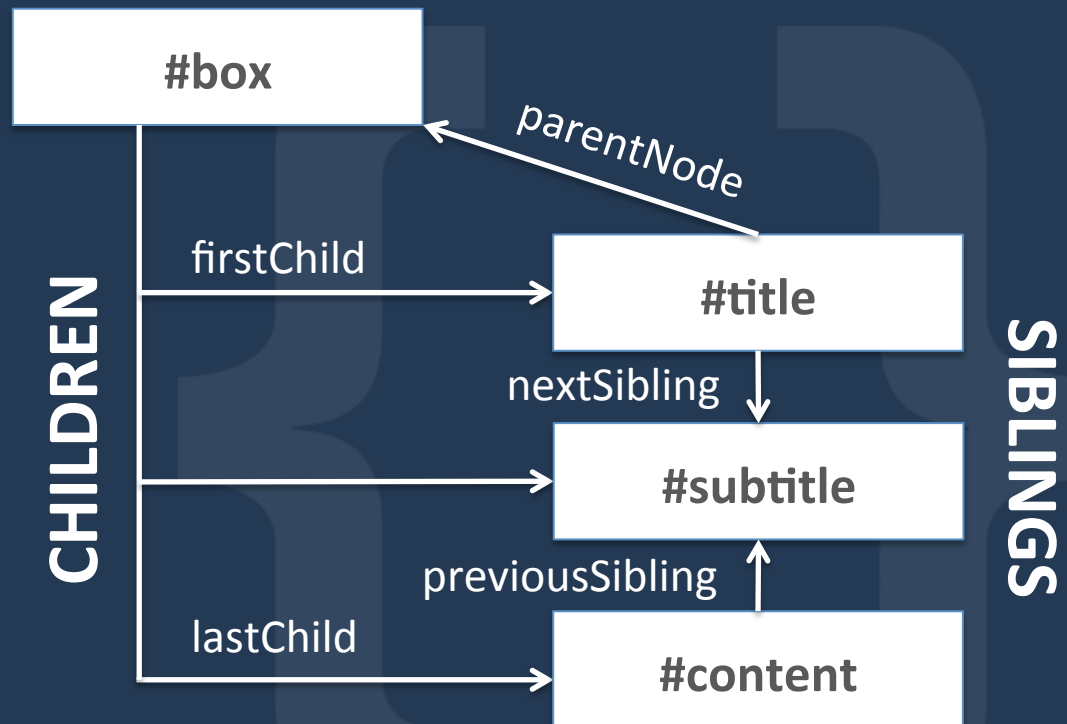 #box
parentNode
firstChild
#title
CHILDREN
SIBLINGS
nextSibling
#subtitle
previousSibling
lastChild
#content